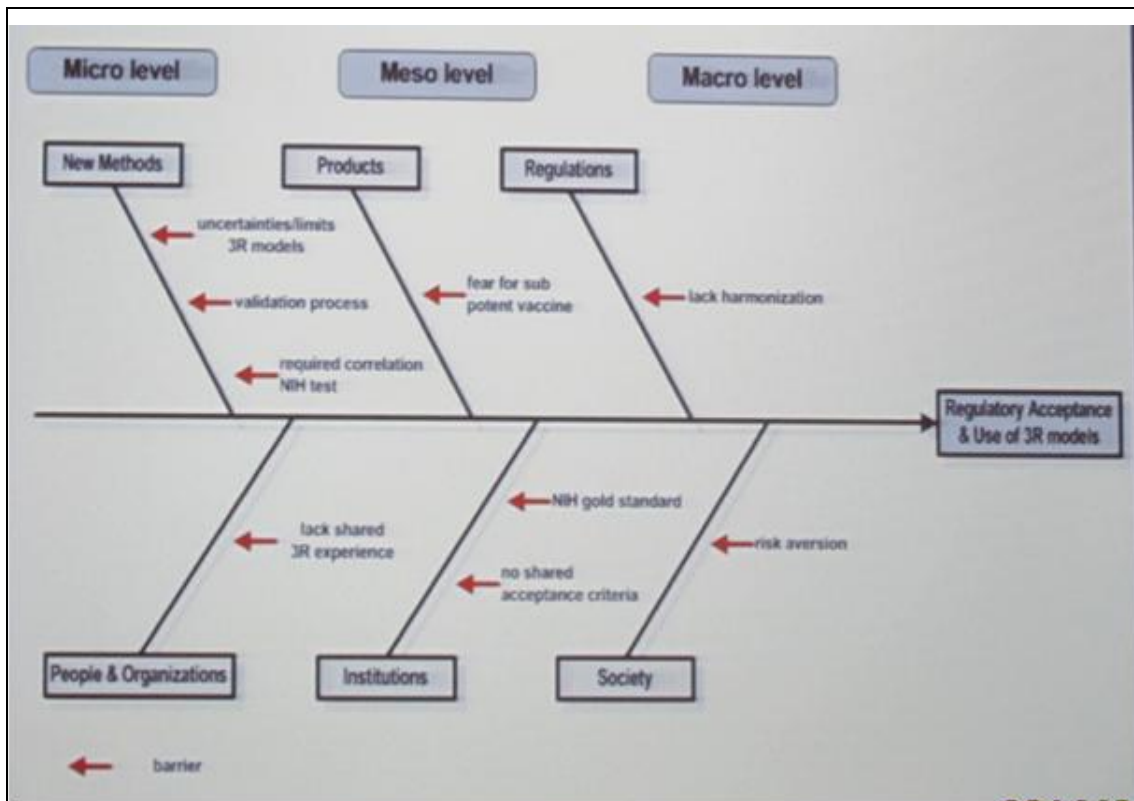 Micro level
Meso level
Macro level
New Methods
Products
Regulations
uncertainties/limits
3R models
validation process
required correlation
NIH test
fear for sub
potent vaccine
lack harmonization
Regulatory Acceptance
& Use of 3R models
lack shared
3R experience
NIH gold standard
no shared
acceptance criteria
risk aversion
People & Organizations
Institutions
Society
barrier